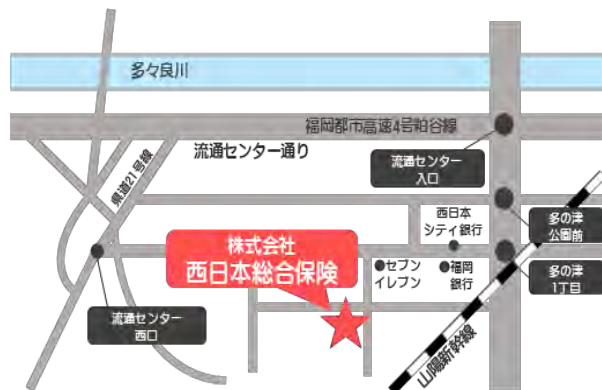 多々良川
福岡都市高速4号粕谷線
流通センター通り
県道21号線
流通センター
入口
西日本
シティ銀行
多の津
公園前
株式会社
西日本総合保険
セブン
イレブン
福岡
銀行
多の津
1丁目
流通センター
西口
山陽新幹線